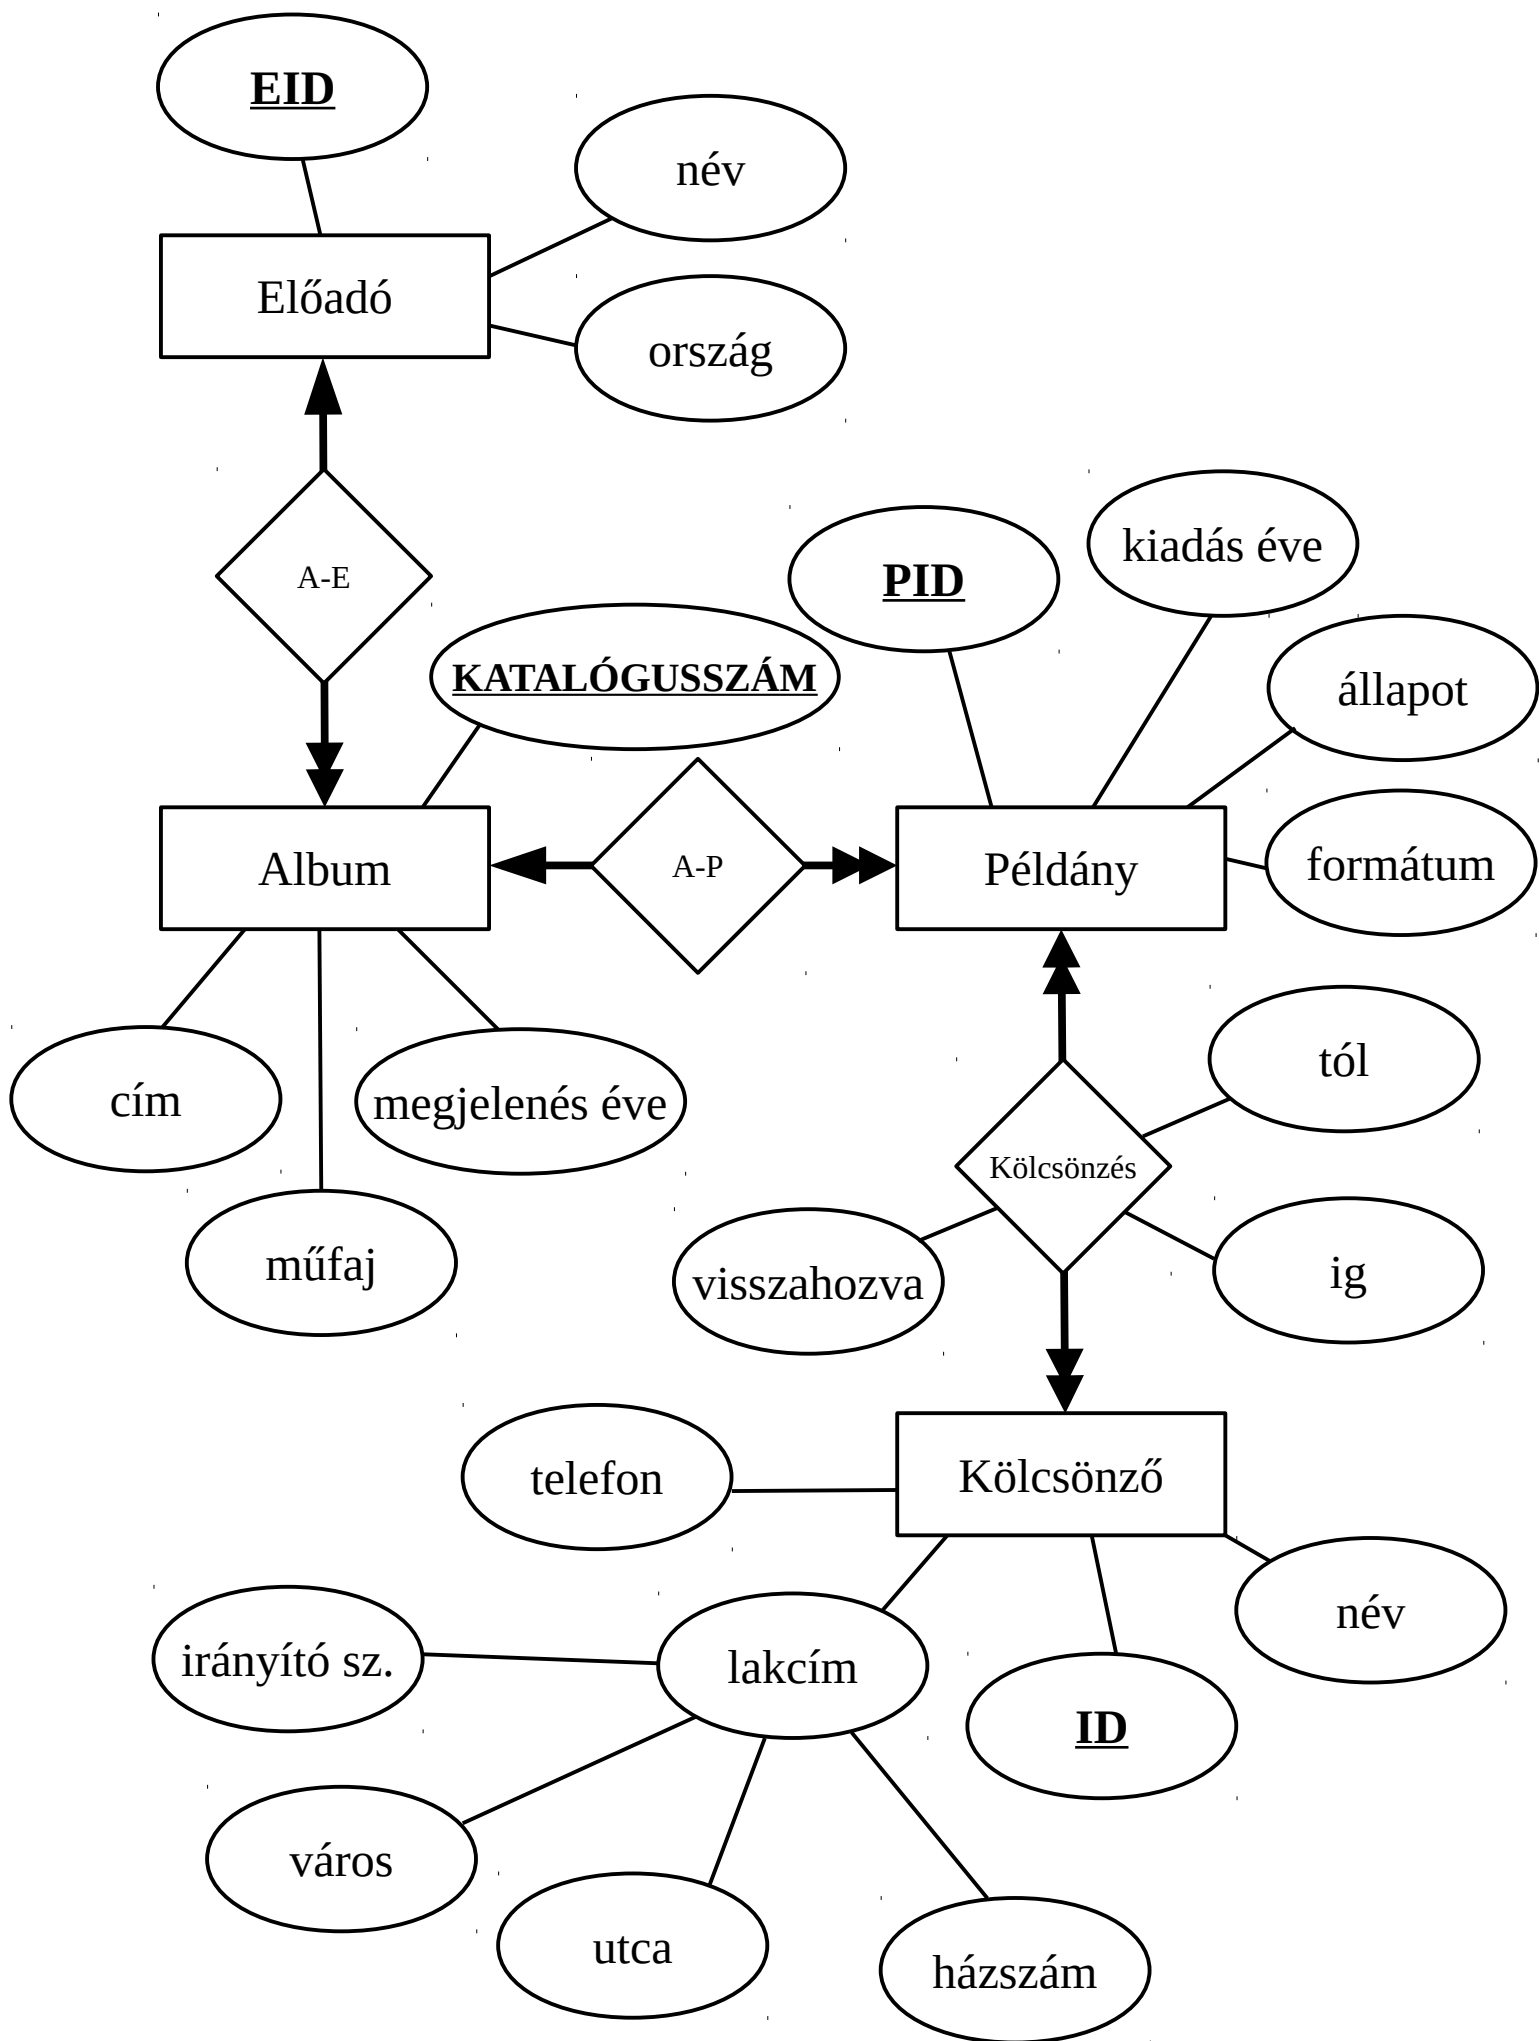 EID
név
Előadó
ország
A-E
kiadás éve
PID
KATALÓGUSSZÁM
állapot
Album
A-P
Példány
formátum
cím
megjelenés éve
tól
Kölcsönzés
műfaj
visszahozva
ig
telefon
Kölcsönző
irányító sz.
lakcím
név
ID
város
utca
házszám